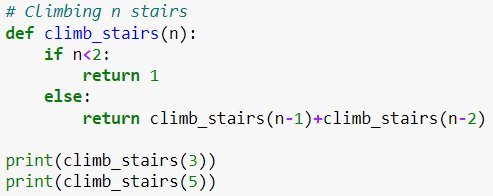 # Climbing n stairs
def climb_stairs(n):
    if n<2:
        return 1
    else:
        return climb_stairs(n-1)+climb_stairs(n-2)

print(climb_stairs(3))
print(climb_stairs(5))